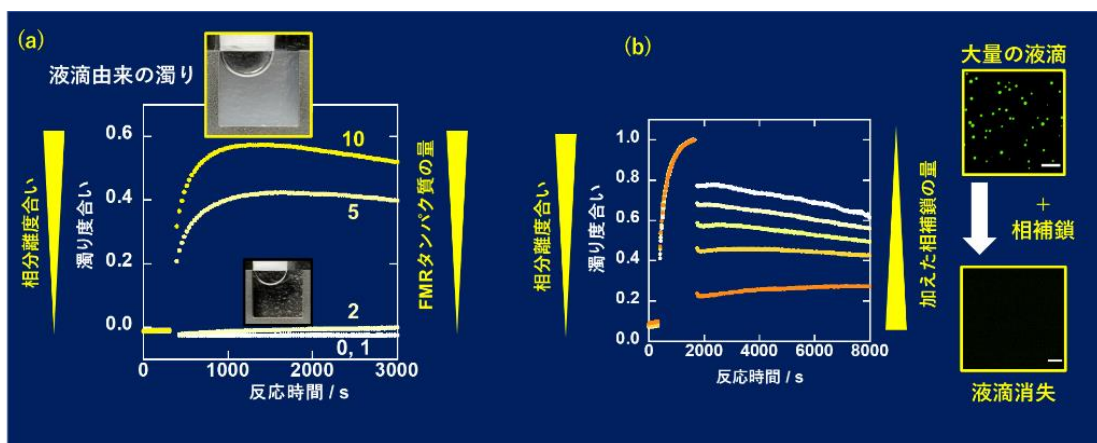 (a)
液滴由来の濁り
相分離度合い
濁り度合い
0.6
0.4
0.2
0.0
10
5
2
0, 1
0
1000
2000
3000
反応時間 / s
FMRタンパク質の量
(b)
相分離度合い
濁り度合い
1.0
0.8
0.6
0.4
0.2
0.0
0
2000
4000
6000
8000
反応時間 / s
加えた相補鎖の量
大量の液滴
+
相補鎖
液滴消失